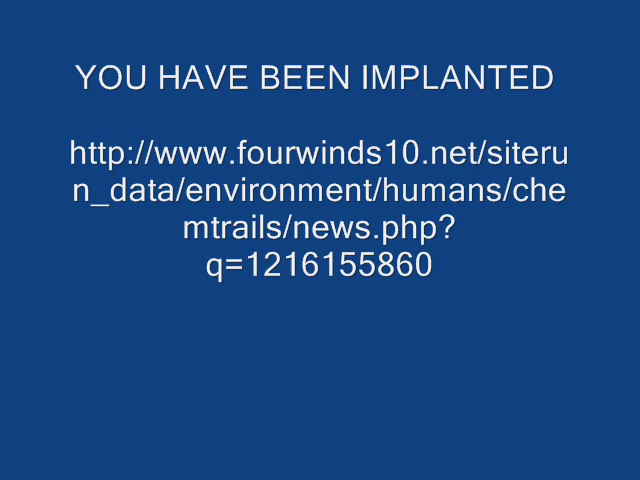 YOU HAVE BEEN IMPLANTED
http://www.fourwinds10.net/siteru
n_data/environment/humans/che
mtrails/news.php?
q=1216155860